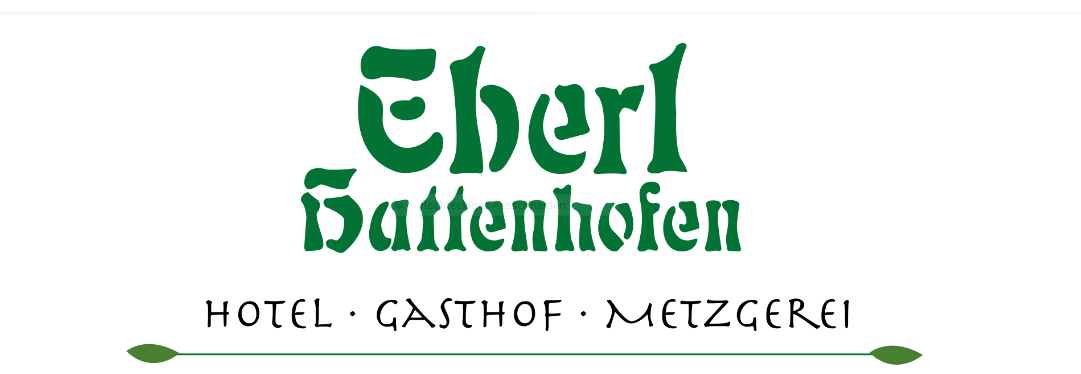 Eberl
Hattenhofen
HOTEL · GASTHOF · METZGEREI